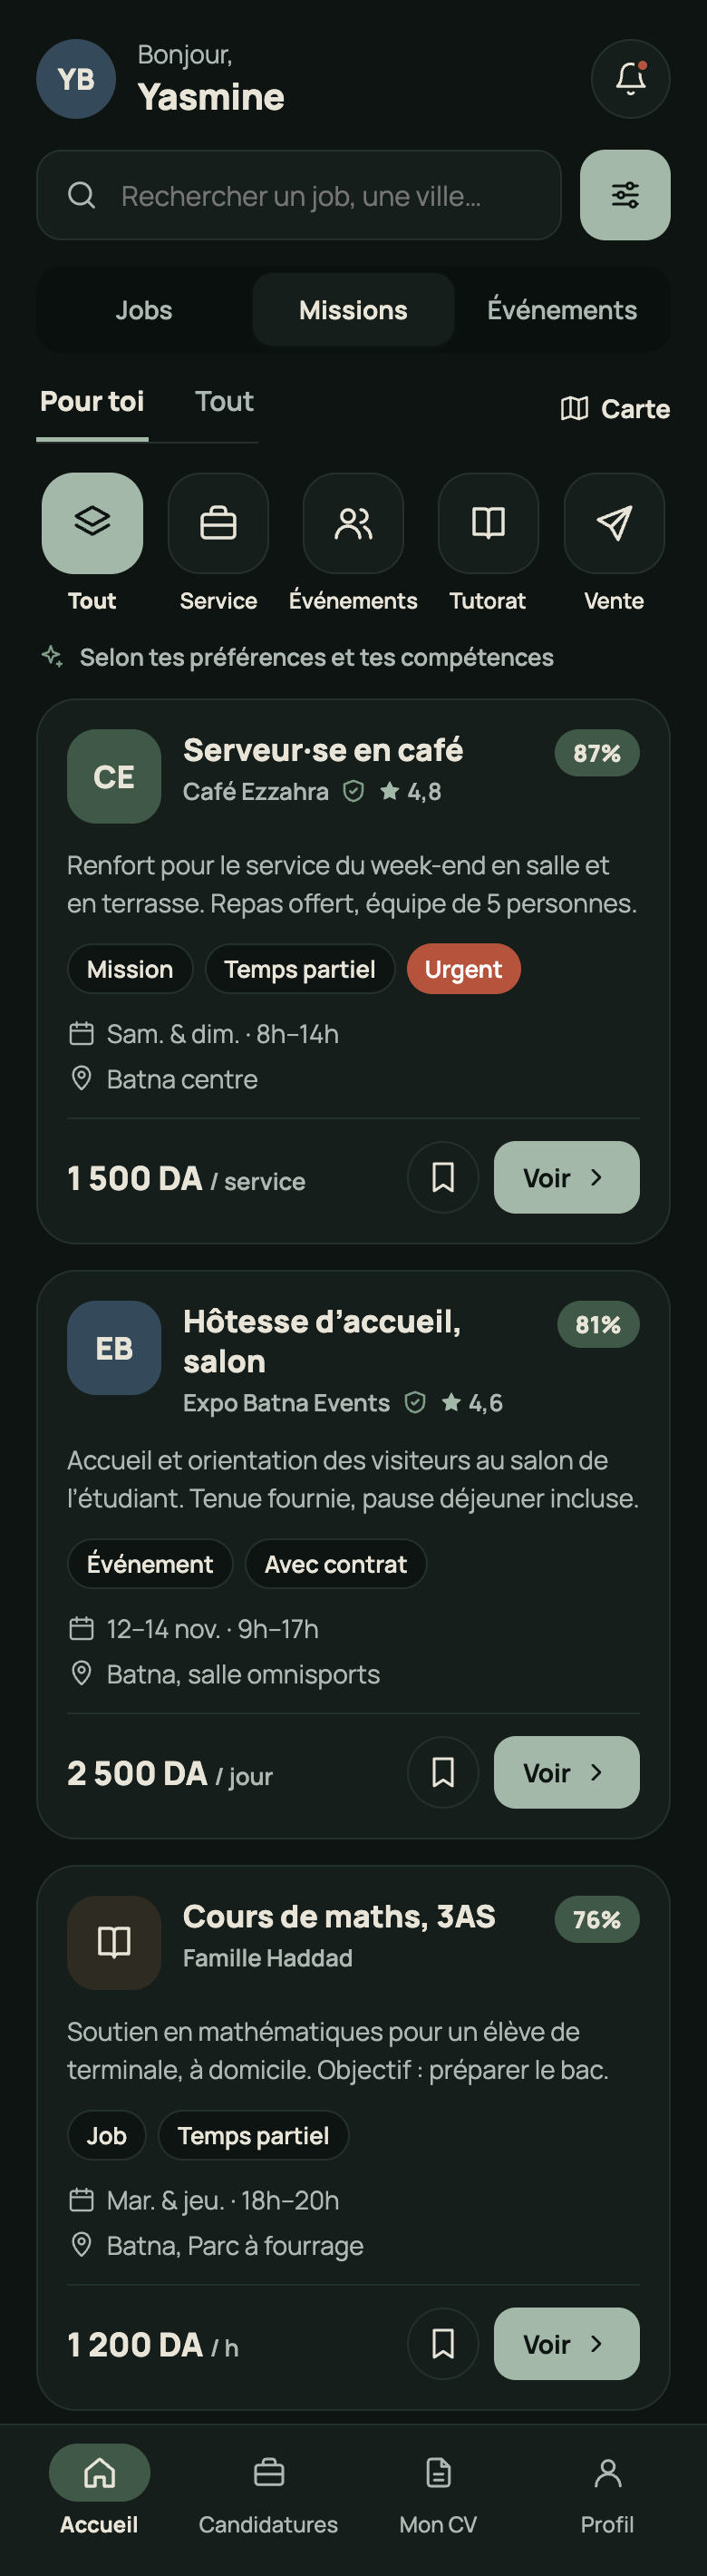 YB
Bonjour,
Yasmine
Rechercher un job, une ville...
Jobs
Missions
Événements
Pour toi
Tout
Carte
Tout
Service
Événements
Tutorat
Vente
Selon tes préférences et tes compétences
CE
Serveur·se en café
87%
Café Ezzahra
4,8
Renfort pour le service du week-end en salle et
en terrasse. Repas offert, équipe de 5 personnes.
Mission
Temps partiel
Urgent
Sam. & dim. · 8h–14h
Batna centre
1 500 DA / service
Voir
EB
Hôtesse d’accueil,
salon
81%
Expo Batna Events
4,6
Accueil et orientation des visiteurs au salon de
l’étudiant. Tenue fournie, pause déjeuner incluse.
Événement
Avec contrat
12–14 nov. · 9h–17h
Batna, salle omnisports
2 500 DA / jour
Voir
Cours de maths, 3AS
76%
Famille Haddad
Soutien en mathématiques pour un élève de
terminale, à domicile. Objectif : préparer le bac.
Job
Temps partiel
Mar. & jeu. · 18h–20h
Batna, Parc à fourrage
1 200 DA / h
Voir
Accueil
Candidatures
Mon CV
Profil